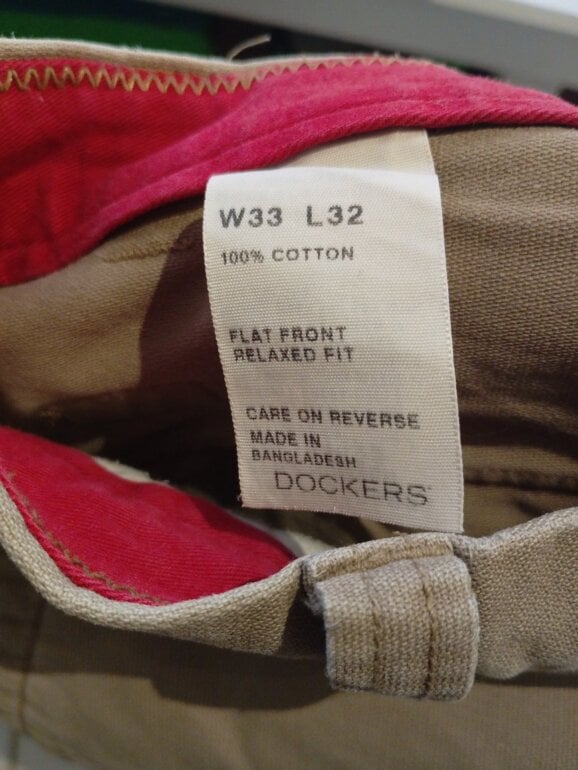 W33 L32
100% COTTON
FLAT FRONT
RELAXED FIT
CARE ON REVERSE
MADE IN
BANGLADESH
DOCKERS